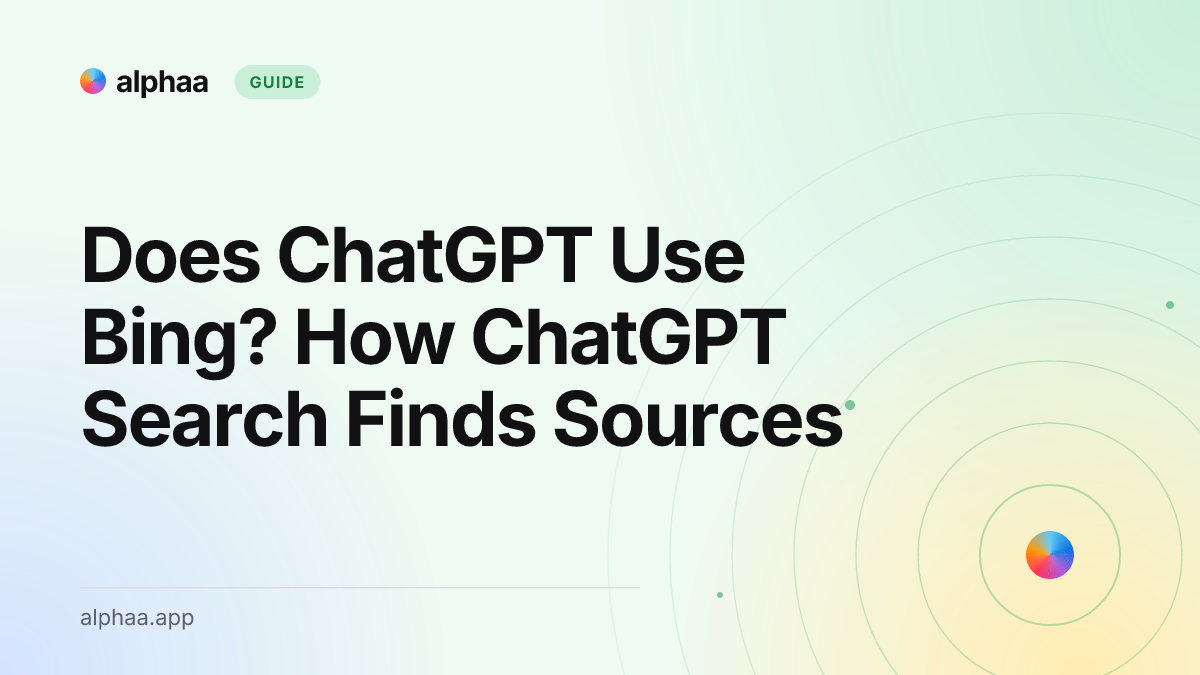 alphaa
GUIDE
Does ChatGPT Use
Bing? How ChatGPT
Search Finds Sources
alphaa.app